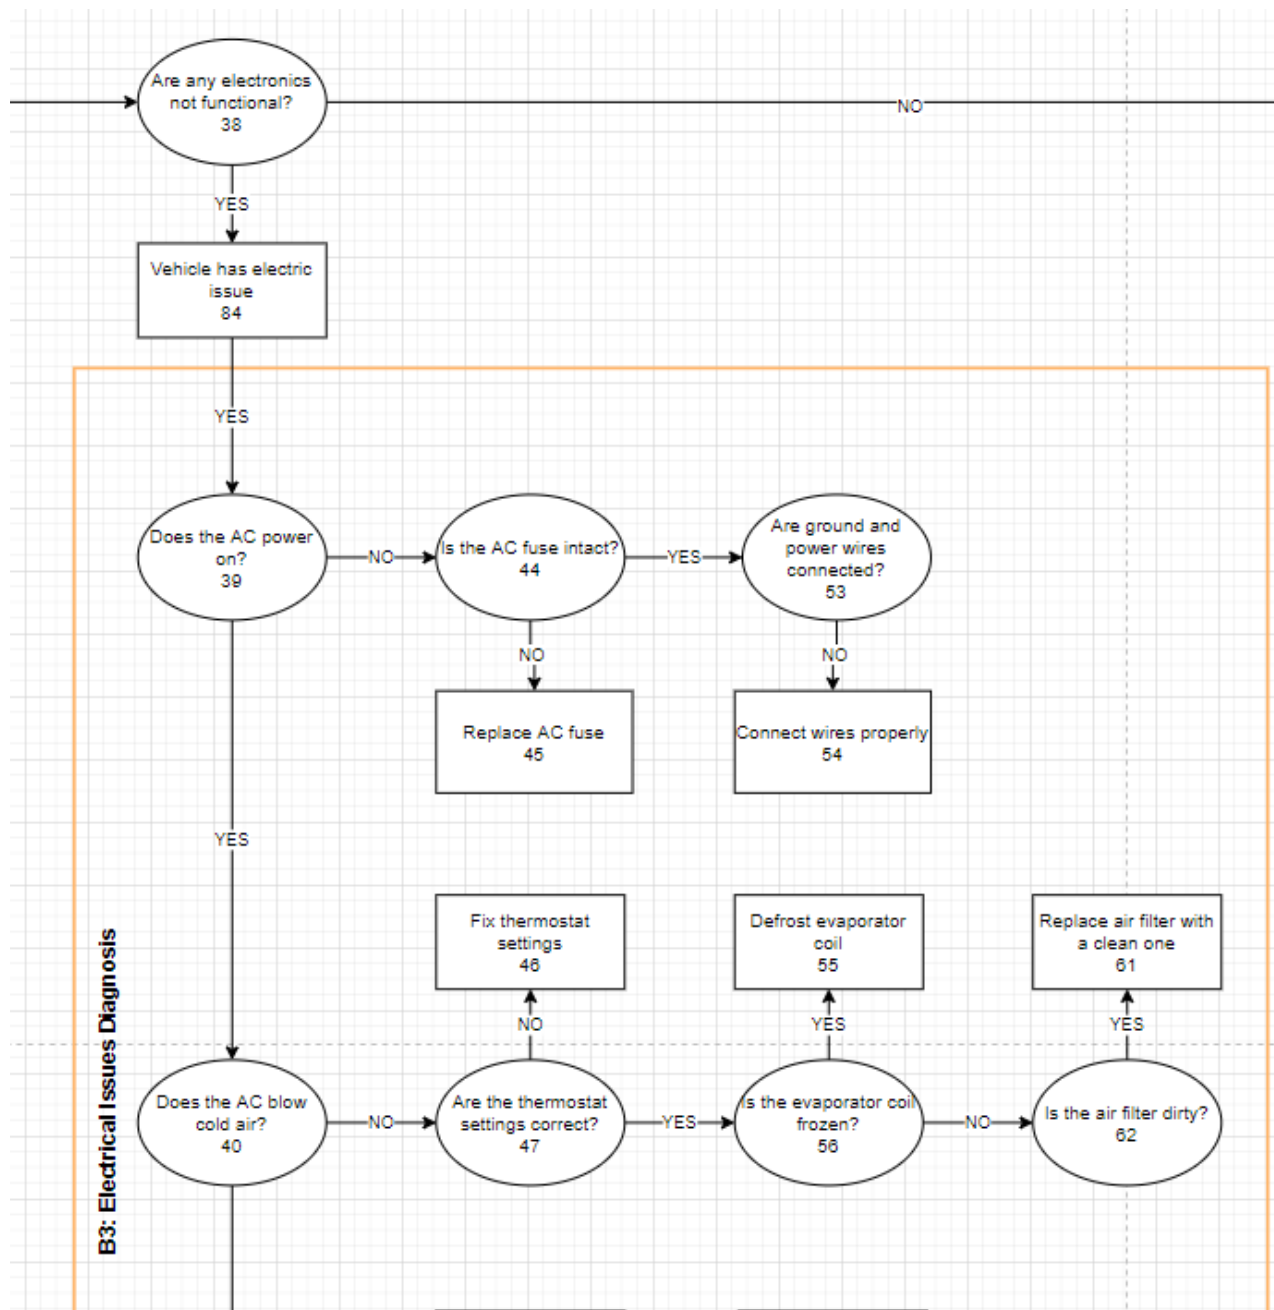 Are any electronics
not functional?
38
NO
YES
Vehicle has electric
issue
84
YES
Does the AC power
on?
39
NO
Is the AC fuse intact?
44
YES
Are ground and
power wires
connected?
53
NO
NO
Replace AC fuse
45
Connect wires properly
54
YES
Fix thermostat
settings
46
Defrost evaporator
coil
55
Replace air filter with
a clean one
61
NO
YES
YES
Does the AC blow
cold air?
40
NO
Are the thermostat
settings correct?
47
YES
Is the evaporator coil
frozen?
56
NO
Is the air filter dirty?
62
B3: Electrical Issues Diagnosis